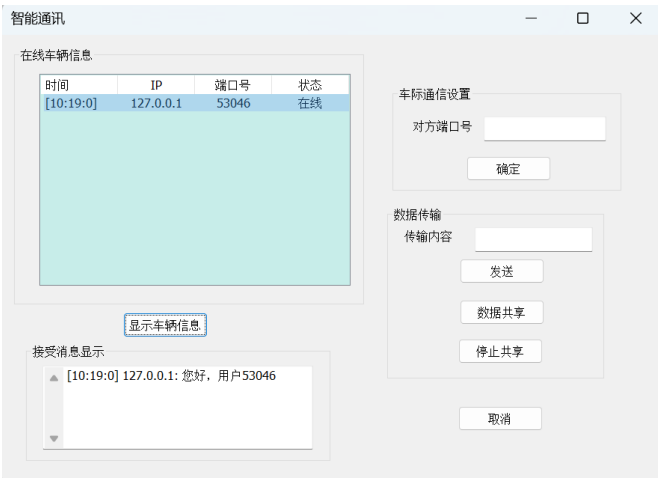 智能通讯
在线车辆信息
时间 IP 端口号 状态
[10:19:0] 127.0.0.1 53046 在线
显示车辆信息
接受消息显示
[10:19:0] 127.0.0.1: 您好，用户53046
车际通信设置
对方端口号
确定
数据传输
传输内容
发送
数据共享
停止共享
取消